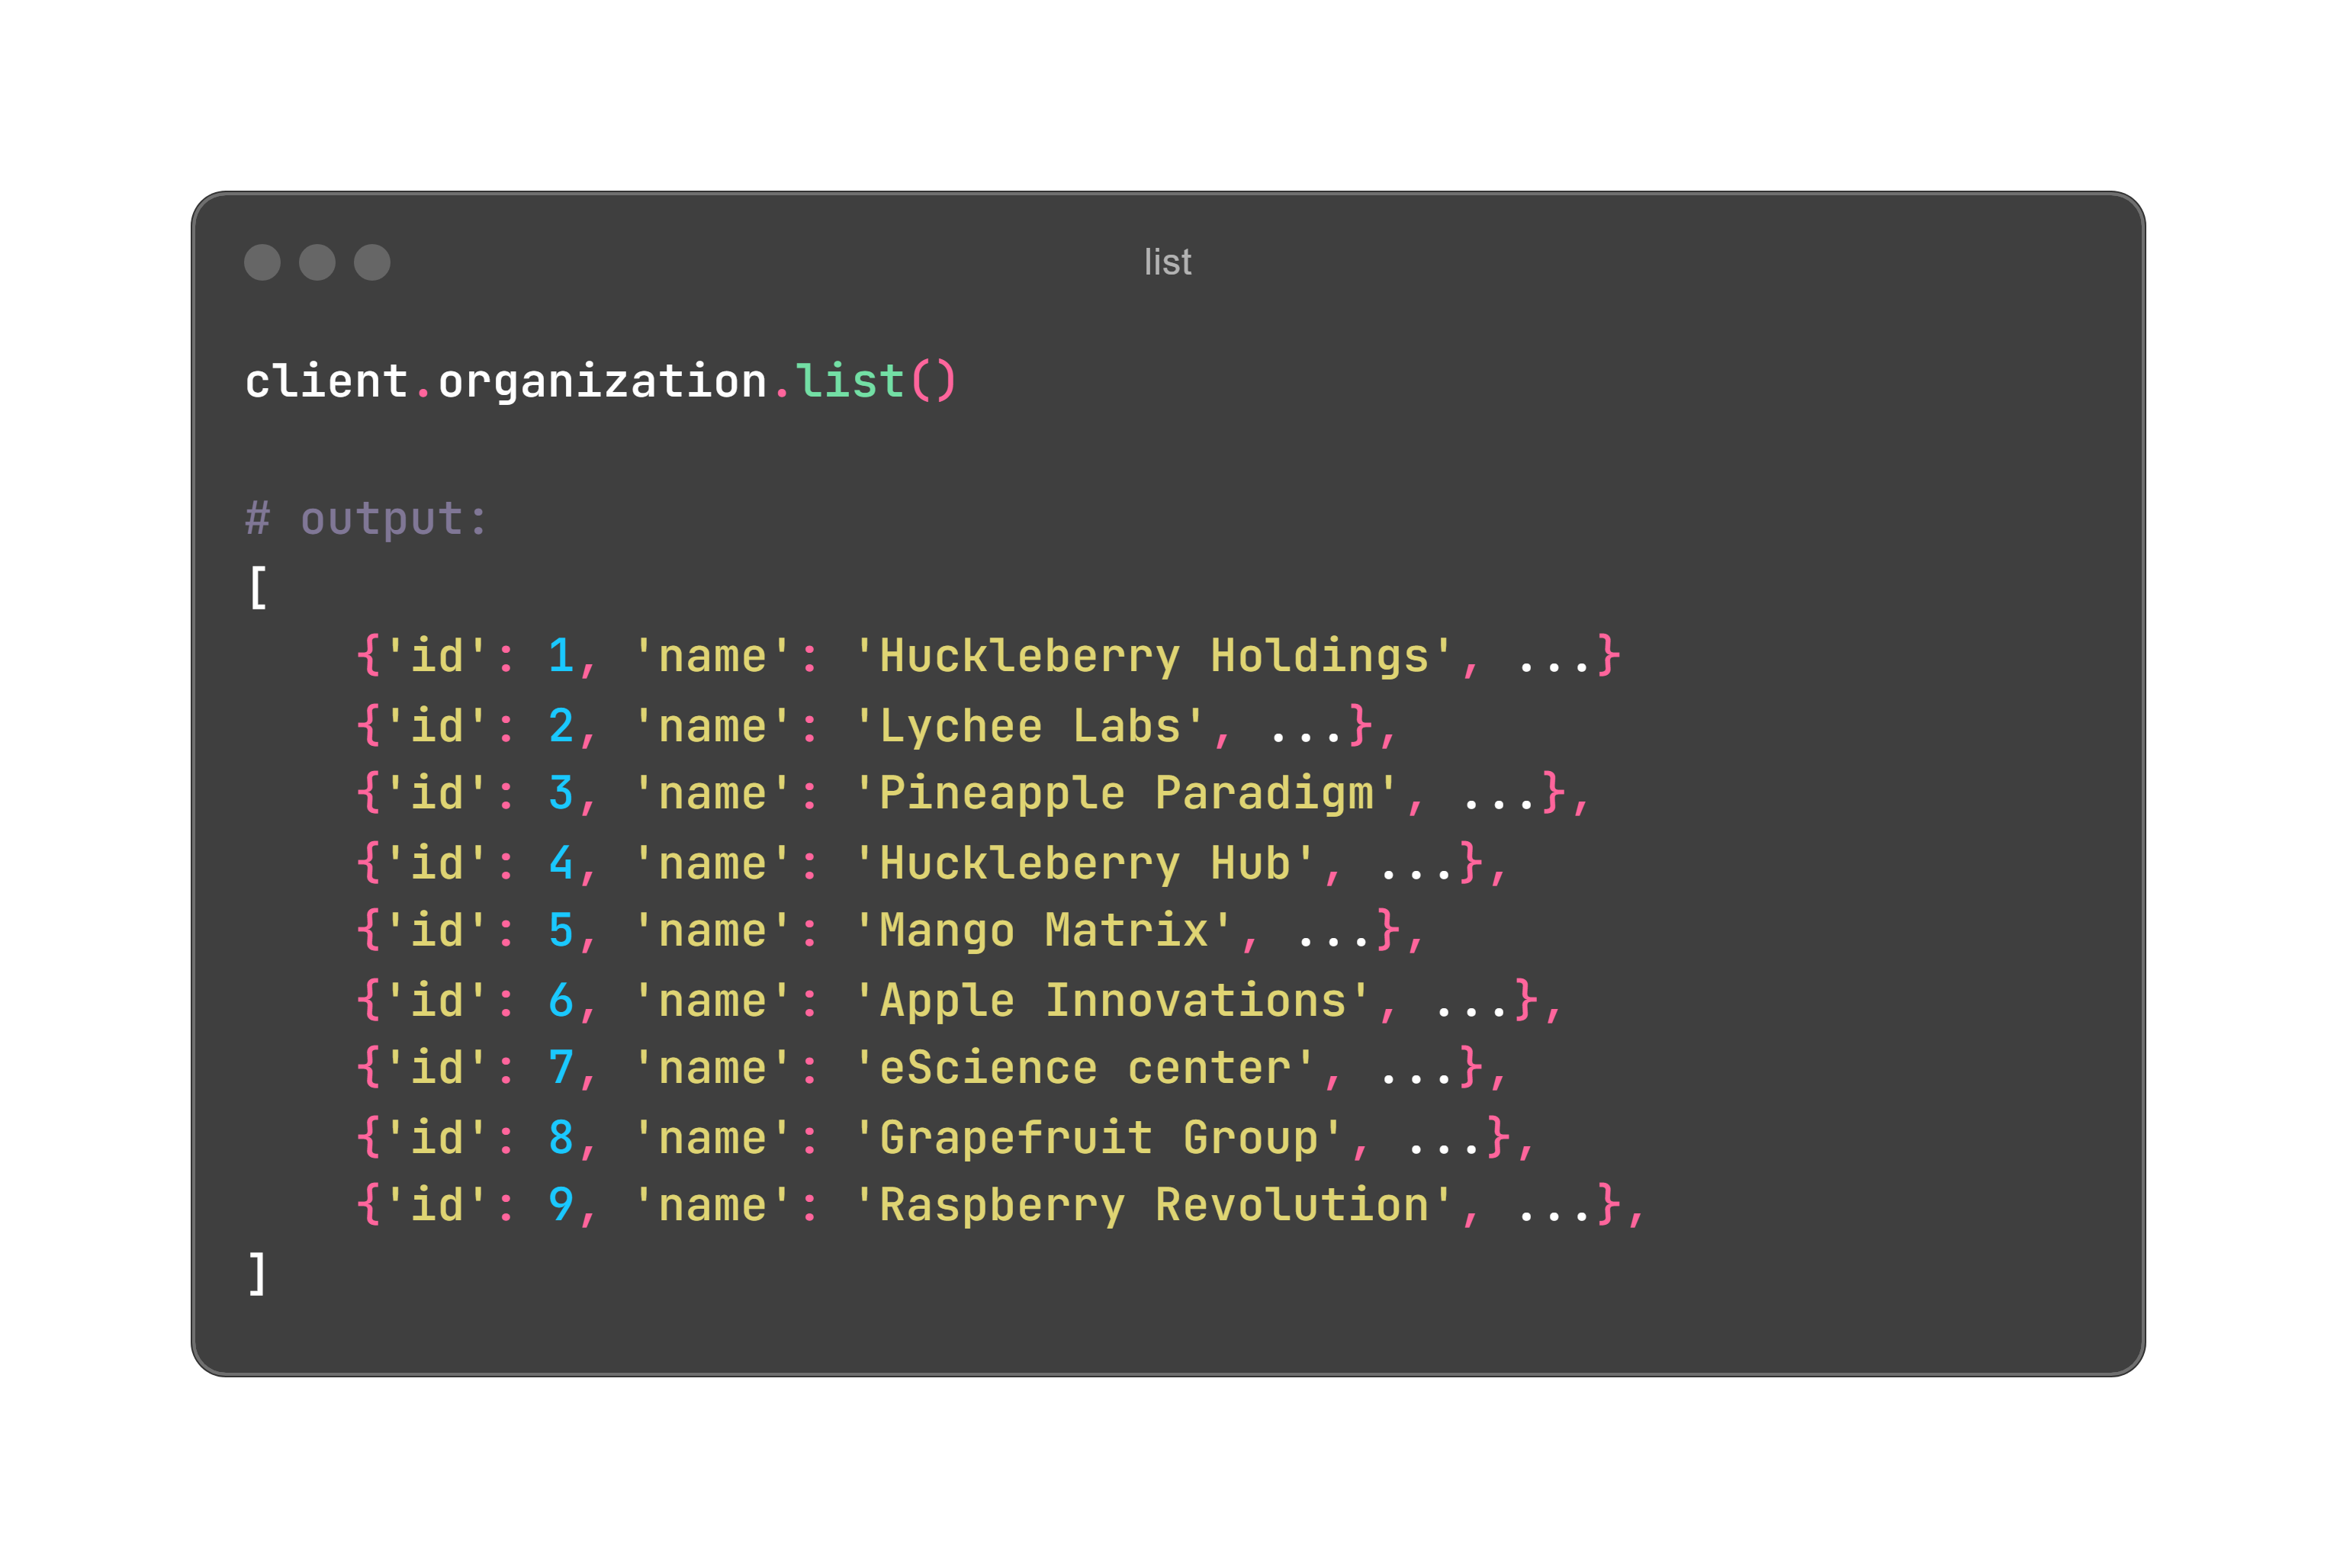 list
client.organization.list()
# output:
[
    {'id': 1, 'name': 'Huckleberry Holdings', ...}
    {'id': 2, 'name': 'Lychee Labs', ...},
    {'id': 3, 'name': 'Pineapple Paradigm', ...},
    {'id': 4, 'name': 'Huckleberry Hub', ...},
    {'id': 5, 'name': 'Mango Matrix', ...},
    {'id': 6, 'name': 'Apple Innovations', ...},
    {'id': 7, 'name': 'eScience center', ...},
    {'id': 8, 'name': 'Grapefruit Group', ...},
    {'id': 9, 'name': 'Raspberry Revolution', ...},
]